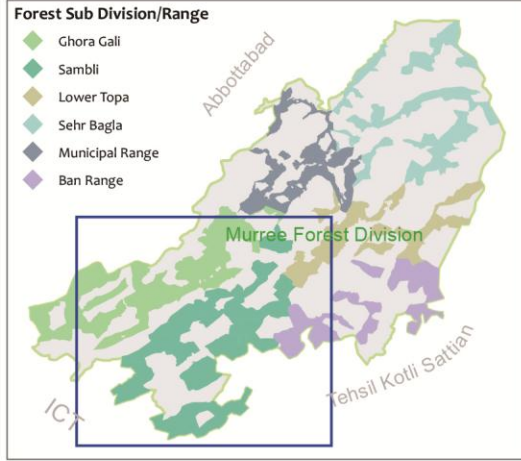 Forest Sub Division/Range
Ghora Gali
Sambli
Lower Topa
Sehr Bagla
Municipal Range
Ban Range
Abbottabad
Murree Forest Division
Tehsil Kotli Sattian
ICT